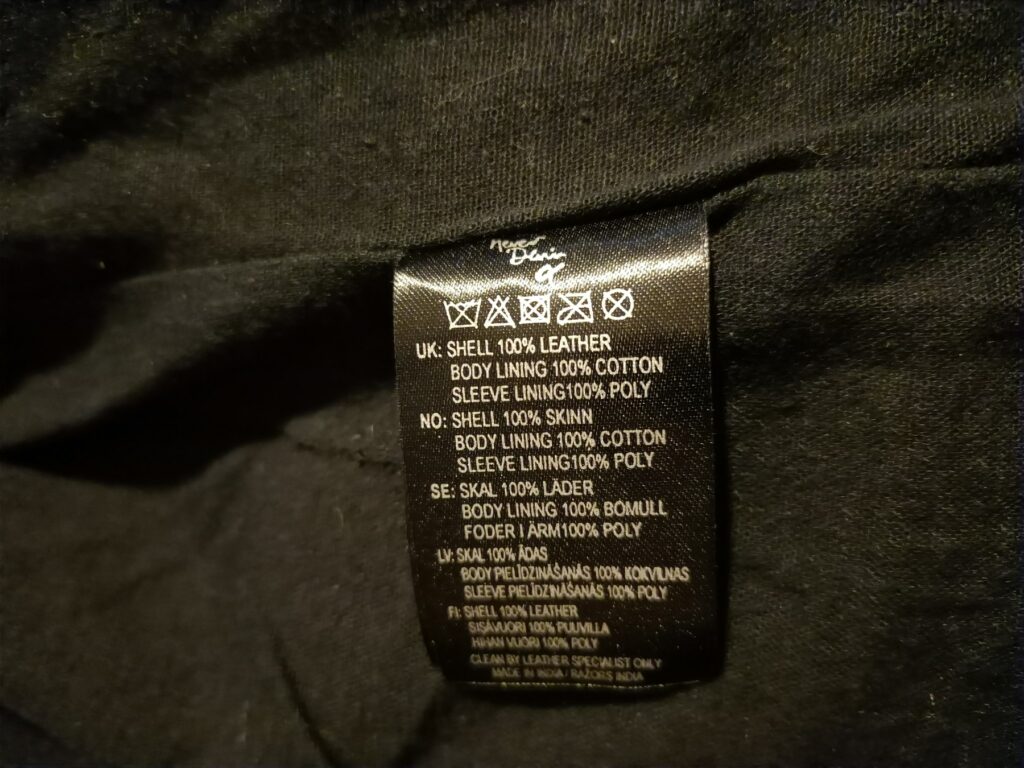 Never
Denim
UK: SHELL 100% LEATHER
BODY LINING 100% COTTON
SLEEVE LINING100% POLY
NO: SHELL 100% SKINN
BODY LINING 100% COTTON
SLEEVE LINING100% POLY
SE: SKAL 100% LÄDER
BODY LINING 100% BOMULL
FODER I ÄRM100% POLY
LV: SKAL 100% ĀDAS
BODY PIELĪDZINĀŠANĀS 100% KOKVILNAS
SLEEVE PIELĪDZINĀŠANĀS 100% POLY
FI: SHELL 100% LEATHER
SISÄVUORI 100% PUUVILLA
HIHAN VUORI 100% POLY
CLEAN BY LEATHER SPECIALIST ONLY
MADE IN INDIA / RAZORS INDIA